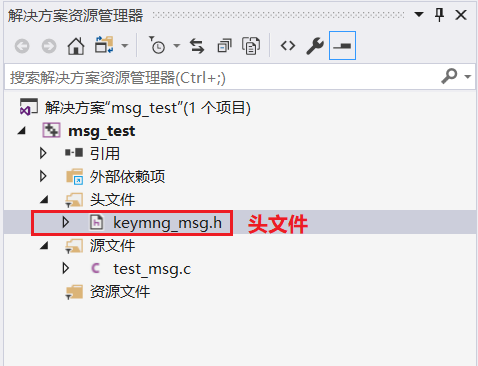 解决方案资源管理器
搜索解决方案资源管理器(Ctrl+;)
解决方案“msg_test”(1 个项目)
msg_test
引用
外部依赖项
头文件
keymng_msg.h 头文件
源文件
test_msg.c
资源文件